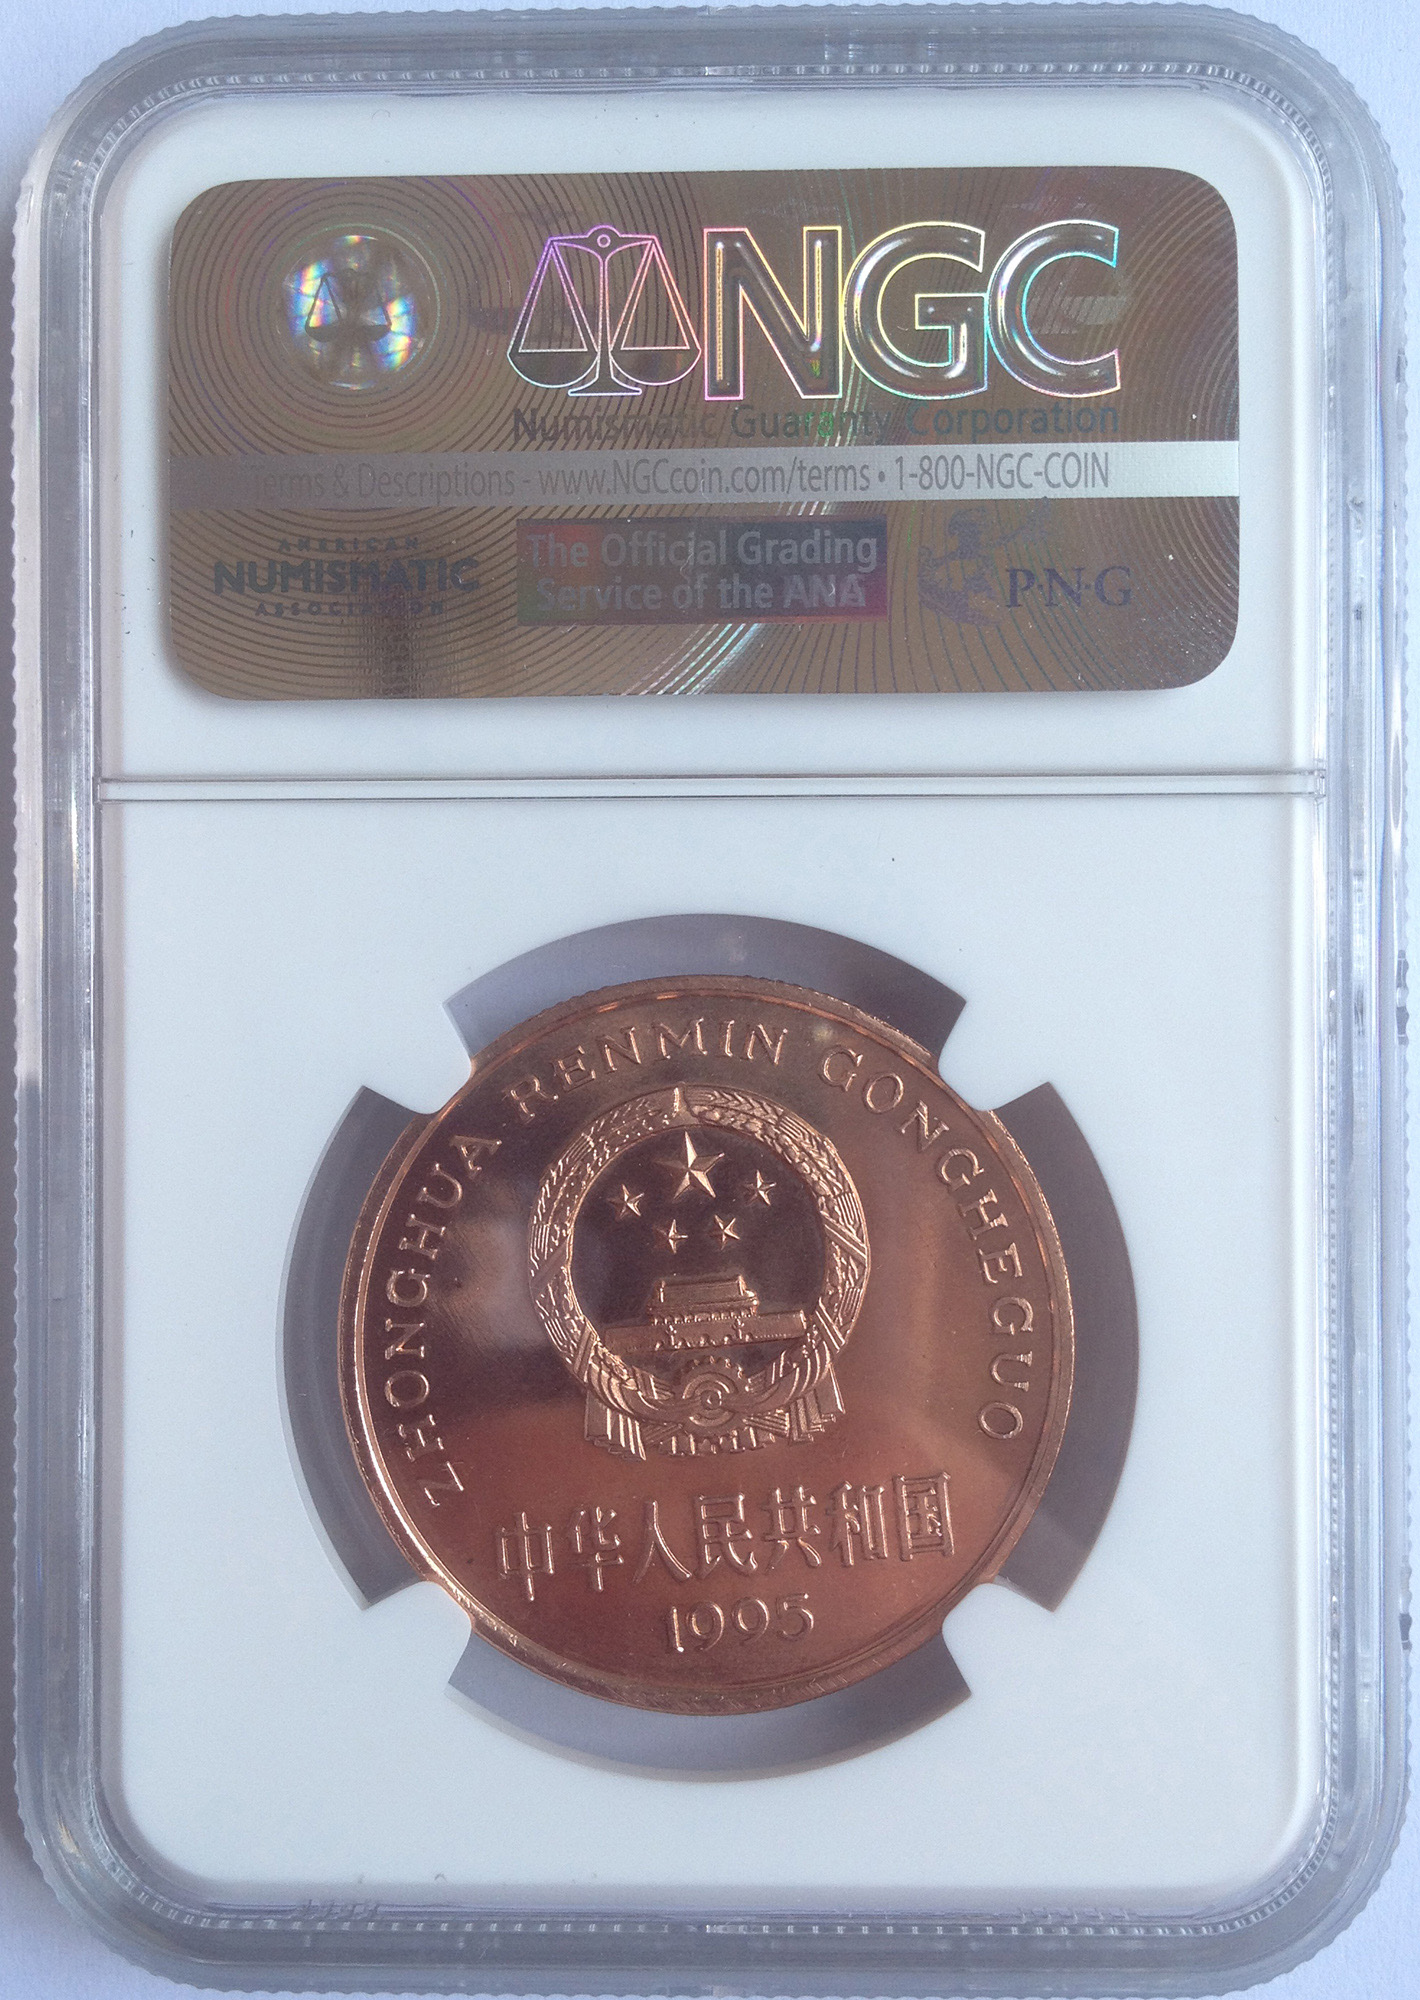 NGC
Numismatic Guaranty Corporation
Terms & Descriptions - www.NGCcoin.com/terms • 1-800-NGC-COIN
AMERICAN
NUMISMATIC
ASSOCIATION
The Official Grading
Service of the ANA
P·N·G
ZHONGHUA RENMIN GONGHEGUO
中华人民共和国
1995